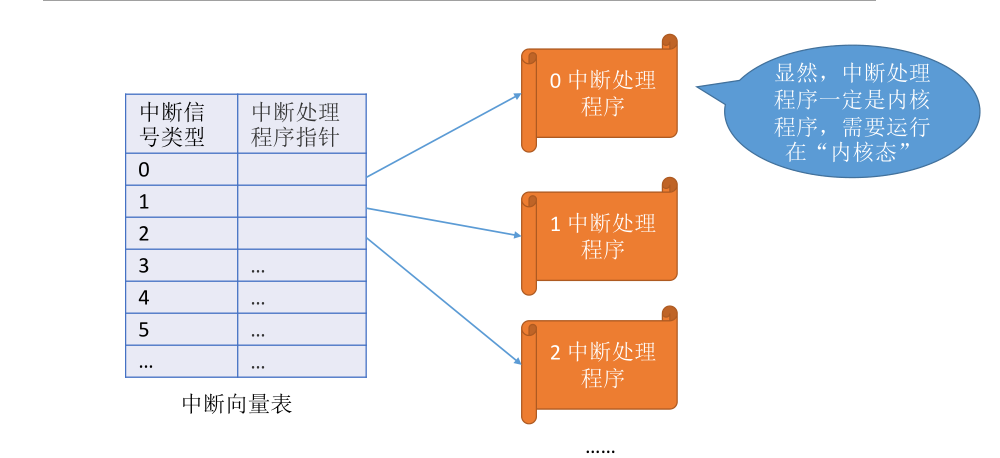 中断信
号类型
中断处理
程序指针
0
1
2
3
...
4
...
5
...
...
...
中断向量表
0 中断处理
程序
1 中断处理
程序
2 中断处理
程序
......
显然，中断处理
程序一定是内核
程序，需要运行
在“内核态”